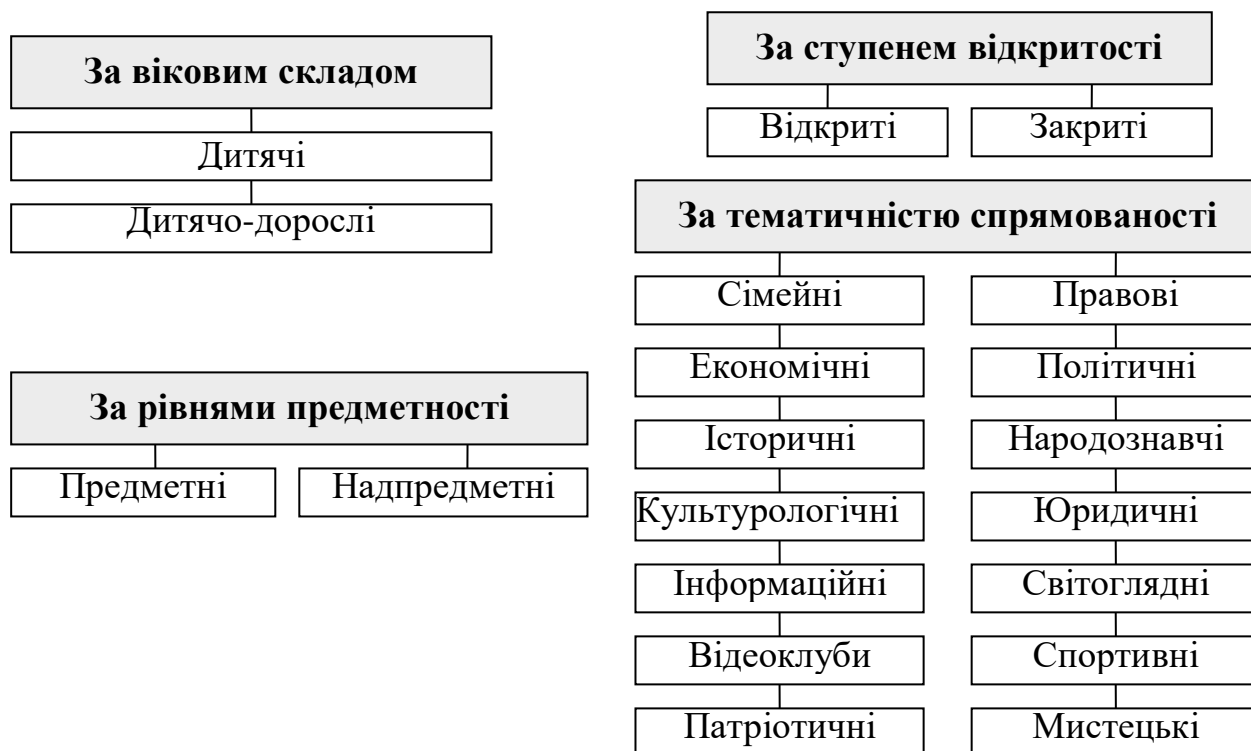 За віковим складом
Дитячі
Дитячо-дорослі
За рівнями предметності
Предметні
Надпредметні
За ступенем відкритості
Відкриті
Закриті
За тематичністю спрямованості
Сімейні
Правові
Економічні
Політичні
Історичні
Народознавчі
Культурологічні
Юридичні
Інформаційні
Світоглядні
Відеоклуби
Спортивні
Патріотичні
Мистецькі